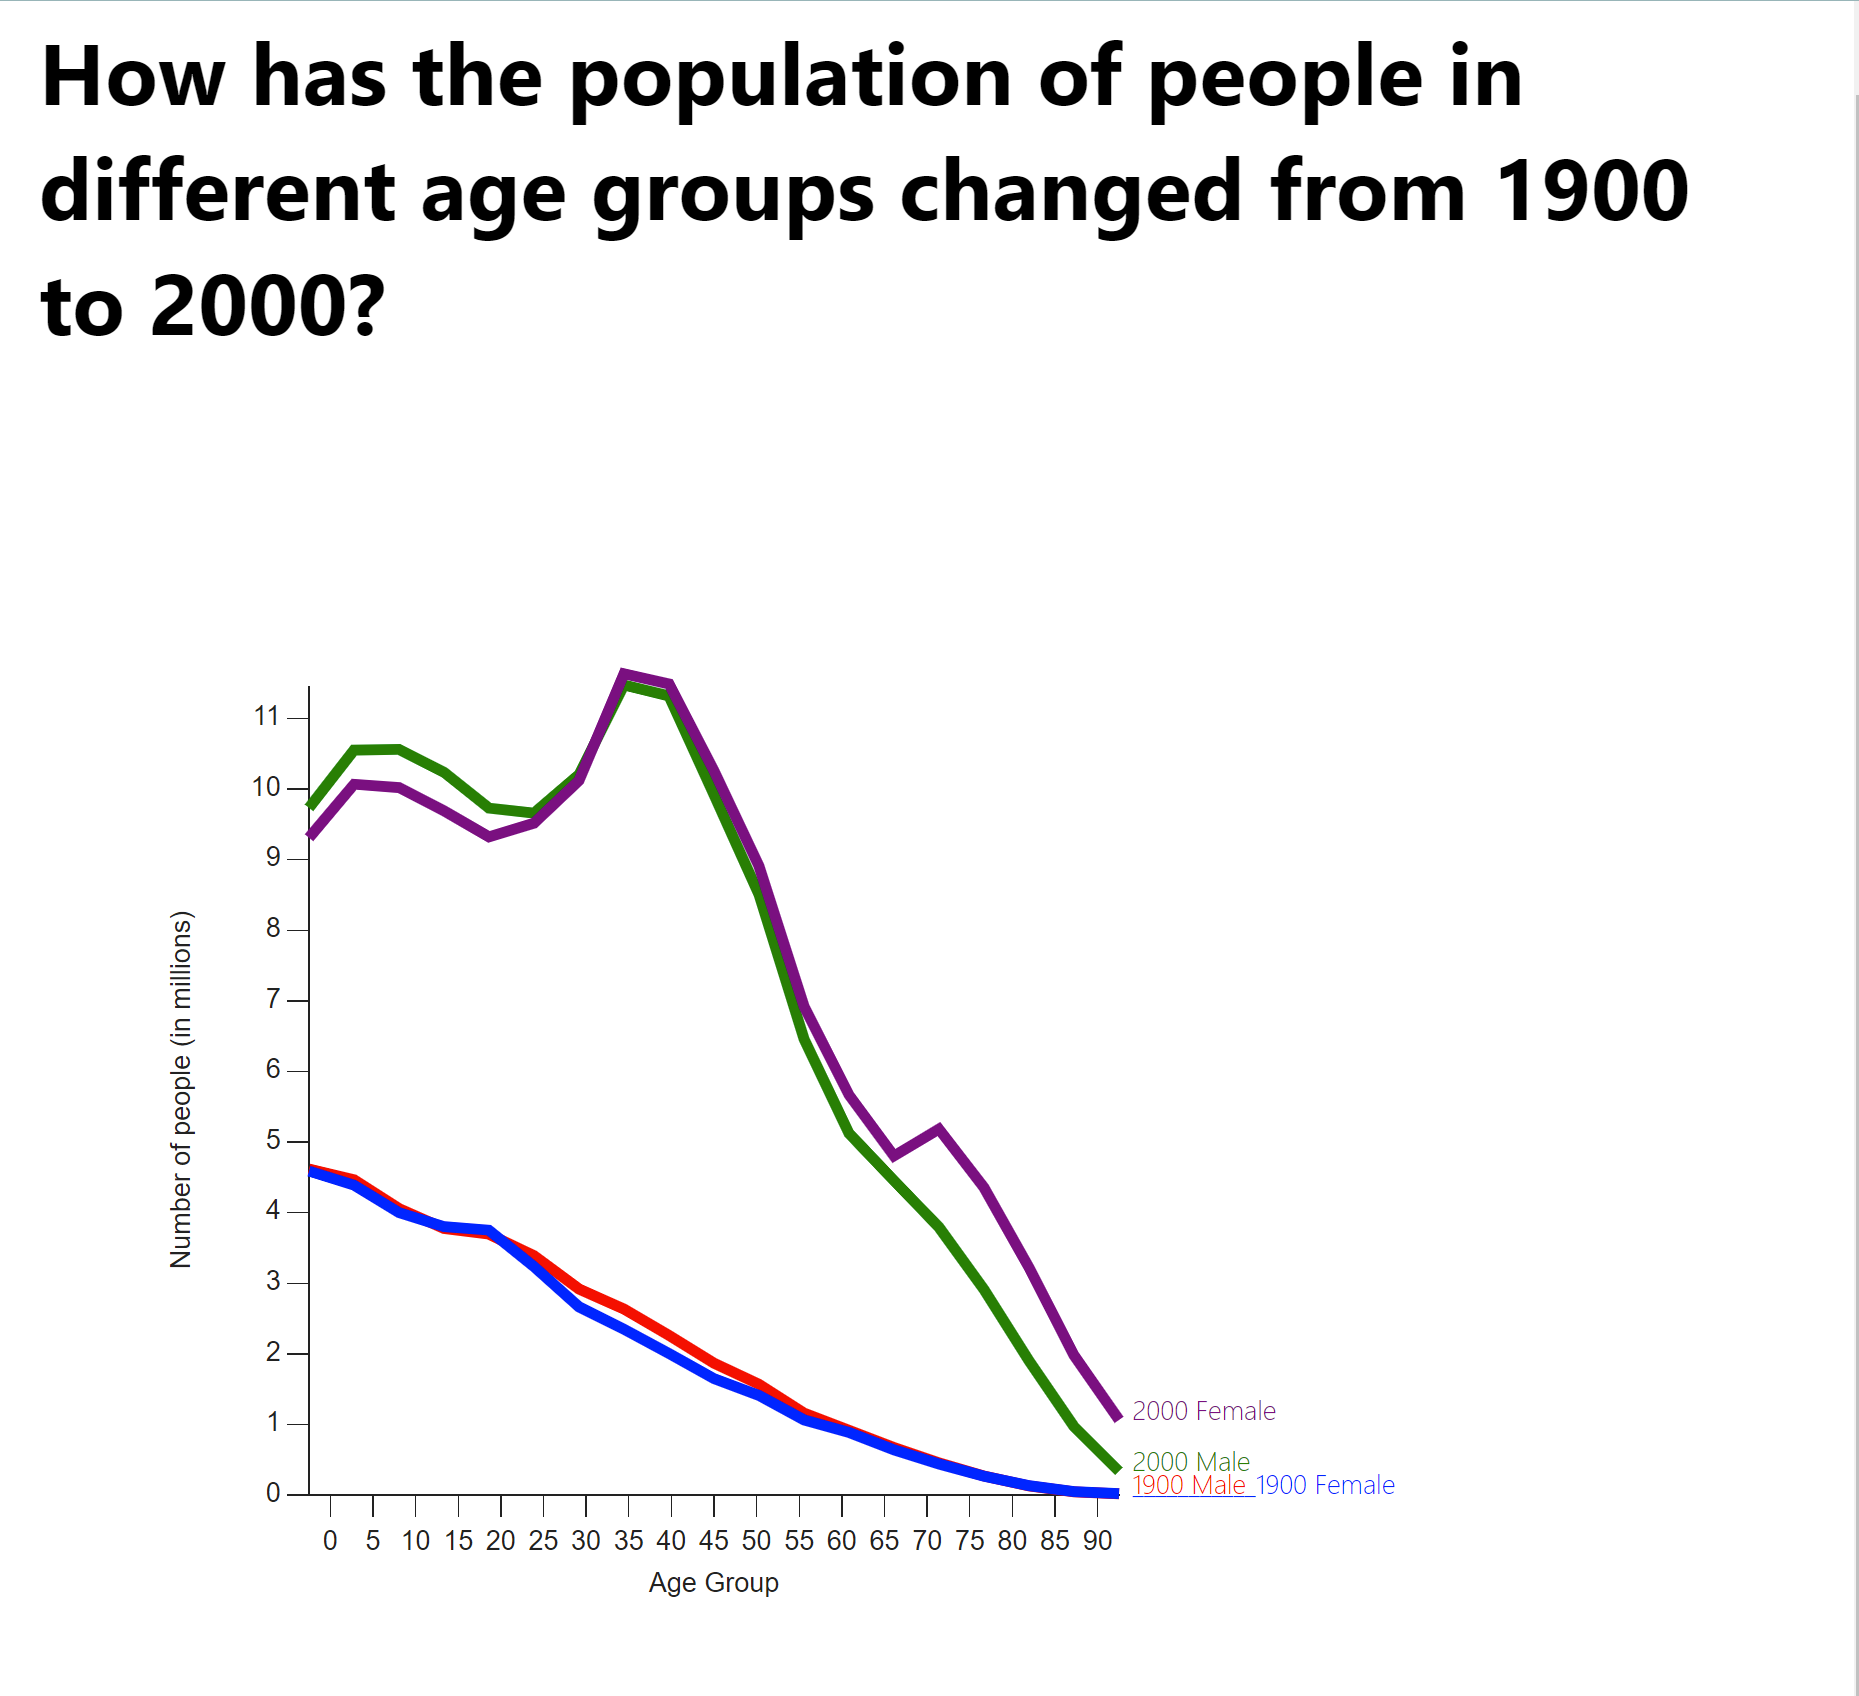 How has the population of people in
different age groups changed from 1900
to 2000?
11
10
9
8
7
6
5
4
3
2
1
0
Number of people (in millions)
2000 Female
2000 Male
1900 Male_________1900 Female
0 5 10 15 20 25 30 35 40 45 50 55 60 65 70 75 80 85 90
Age Group